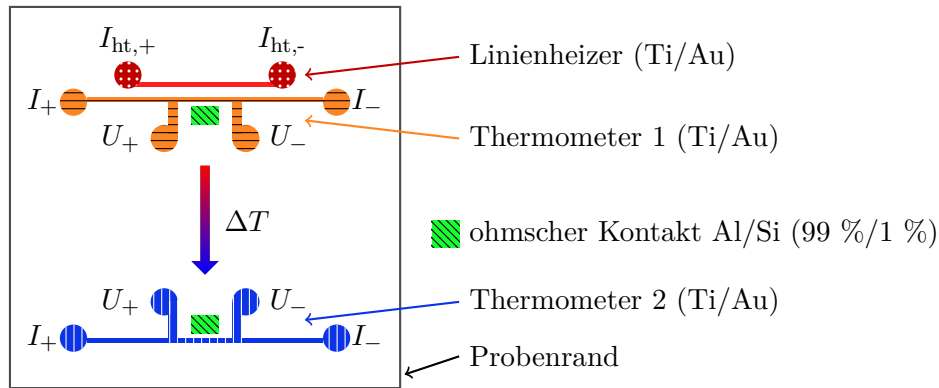 I_ht,+ I_ht,-
Linienheizer (Ti/Au)
I_+ I_−
U_+ U_−
Thermometer 1 (Ti/Au)
ΔT
ohmscher Kontakt Al/Si (99 %/1 %)
U_+ U_−
Thermometer 2 (Ti/Au)
I_+ I_−
Probenrand